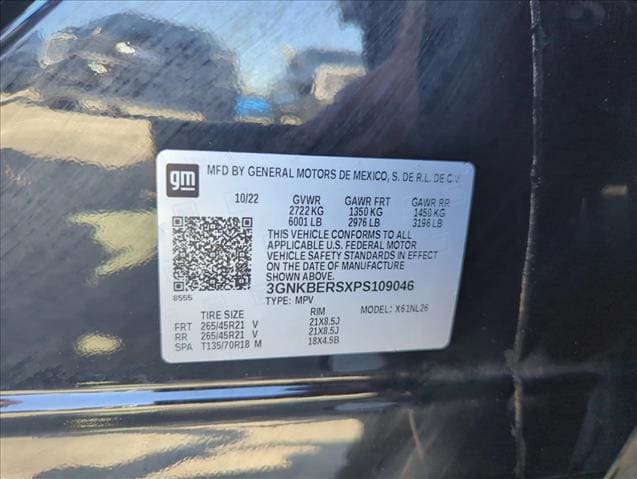 gm
MFD BY GENERAL MOTORS DE MEXICO, S. DE R.L. DE C.V.
10/22 GVWR GAWR FRT GAWR RR
2722 KG 1350 KG 1450 KG
6001 LB 2976 LB 3196 LB
THIS VEHICLE CONFORMS TO ALL
APPLICABLE U.S. FEDERAL MOTOR
VEHICLE SAFETY STANDARDS IN EFFECT
ON THE DATE OF MANUFACTURE
SHOWN ABOVE.
3GNKBERSXPS109046
8555
TYPE: MPV MODEL: X61NL26
TIRE SIZE RIM
FRT 265/45R21 V 21X8.5J
RR 265/45R21 V 21X8.5J
SPA T135/70R18 M 18X4.5B